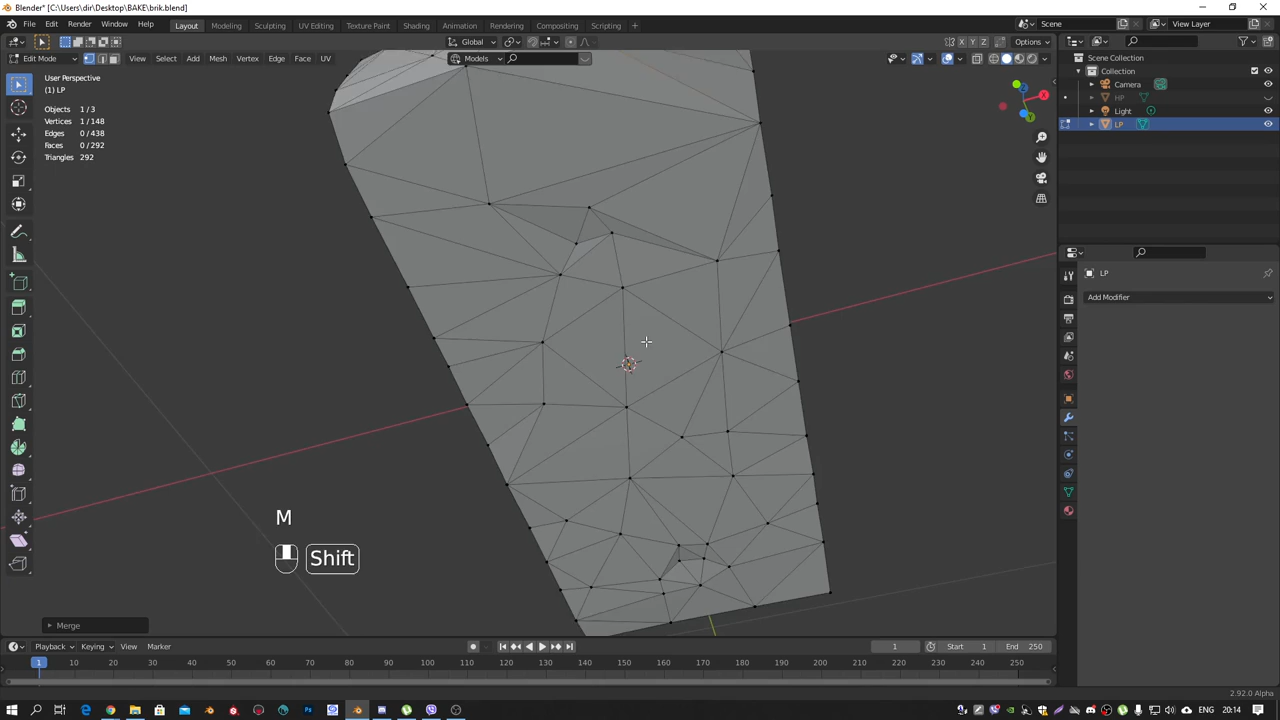 Blender* [C:\Users\dir\Desktop\BAKE\brik.blend]
File Edit Render Window Help Layout Modeling Sculpting UV Editing Texture Paint Shading Animation Rendering Compositing Scripting Scene View Layer
Global X Y Z Options
Edit Mode View Select Add Mesh Vertex Edge Face UV Models
User Perspective
(1) LP
Objects 1/3
Vertices 1/148
Edges 0/438
Faces 0/292
Triangles 292
Scene Collection
Collection
Camera
HP
Light
LP
LP
Add Modifier
X
Y
Z
M
Shift
Merge
Playback Keying View Marker 1 Start 1 End 250
1 10 20 30 40 50 60 70 80 90 100 110 120 130 140 150 160 170 180 190 200 210 220 230 240 250
2.92.0 Alpha
ENG 20:14